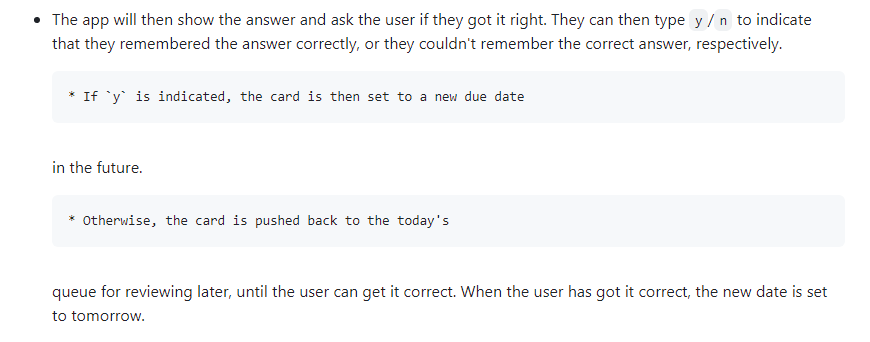 • The app will then show the answer and ask the user if they got it right. They can then type y / n to indicate
that they remembered the answer correctly, or they couldn't remember the correct answer, respectively.
* If `y` is indicated, the card is then set to a new due date
in the future.
* Otherwise, the card is pushed back to the today's
queue for reviewing later, until the user can get it correct. When the user has got it correct, the new date is set
to tomorrow.